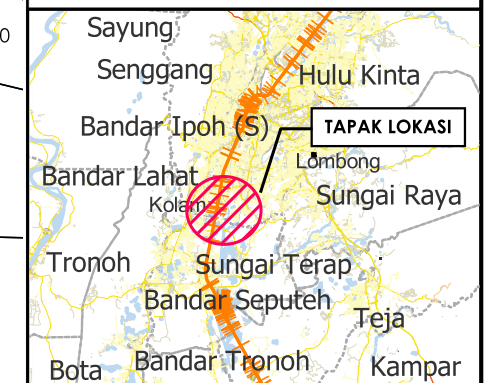 Sayung
0
Senggang
Hulu Kinta
Bandar Ipoh (S)
TAPAK LOKASI
Lombong
Bandar Lahat
Kolam
Sungai Raya
Tronoh
Sungai Terap
Bandar Seputeh
Teja
Bota
Bandar Tronoh
Kampar